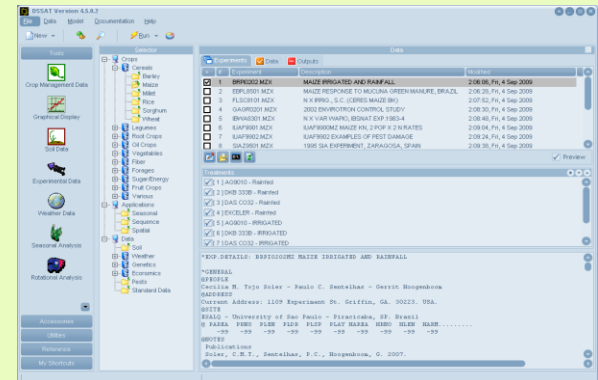 DSSAT Version 4.5.0.7
File Data Model Documentation Help
New Run
Tools
Crop Management Data
Graphical Display
Soil Data
Experimental Data
Weather Data
Seasonal Analysis
Rotational Analysis
Accessories
Utilities
Reference
My Shortcuts
Selector
Crops
Cereals
Barley
Maize
Millet
Rice
Sorghum
Wheat
Legumes
Root Crops
Oil Crops
Vegetables
Fiber
Forages
Sugar/Energy
Fruit Crops
Various
Applications
Seasonal
Sequence
Spatial
Data
Soil
Weather
Genetics
Economics
Pests
Standard Data
Data
Experiments Data Outputs
# Experiment Description Modified
1 BRPI0202.MZX MAIZE IRRIGATED AND RAINFALL 2:06:06, Fri, 4 Sep 2009
2 EBPL8501.MZX MAIZE RESPONSE TO MUCUNA GREEN MANURE, BRAZIL 2:06:28, Fri, 4 Sep 2009
3 FLSC8101.MZX N X IRRIG., S.C. (CERES MAIZE BK) 2:07:52, Fri, 4 Sep 2009
4 GAGR0201.MZX 2002 ENVIROTRON CONTROL STUDY 2:08:30, Fri, 4 Sep 2009
5 IBWA8301.MZX N X VAR WAPIO, IBSNAT EXP.1983-4 2:08:48, Fri, 4 Sep 2009
6 IUAF9901.MZX IUAF9900MZ MAIZE KN, 2 POP X 2 N RATES 2:09:04, Fri, 4 Sep 2009
7 IUAF9902.MZX IUAF9902 EXAMPLES OF PEST DAMAGE 2:09:24, Fri, 4 Sep 2009
8 SIAZ9501.MZX 1995 SIA EXPERIMENT, ZARAGOSA, SPAIN 2:09:36, Fri, 4 Sep 2009
Preview
Treatments
1 ] AG9010 - Rainfed
2 ] DKB 333B - Rainfed
3 ] DAS CO32 - Rainfed
4 ] EXCELER - Rainfed
5 ] AG9010 - IRRIGATED
6 ] DKB 333B - IRRIGATED
7 ] DAS CO32 - IRRIGATED
*EXP.DETAILS: BRPI0202MZ MAIZE IRRIGATED AND RAINFALL
*GENERAL
@PEOPLE
Cecilia M. Tojo Soler - Paulo C. Sentelhas - Gerrit Hoogenboom
@ADDRESS
Current Address: 1109 Experiment St. Griffin, GA. 30223. USA.
@SITE
ESALQ - University of Sao Paulo - Piracicaba, SP. Brazil
@ PAREA PRNO PLEN PLDR PLSP PLAY HAREA HRNO HLEN HARM.........
-99 -99 -99 -99 -99 -99 -99 -99 -99 -99
@NOTES
Publications
Soler, C.M.T., Sentelhas, P.C., Hoogenboom, G. 2007.